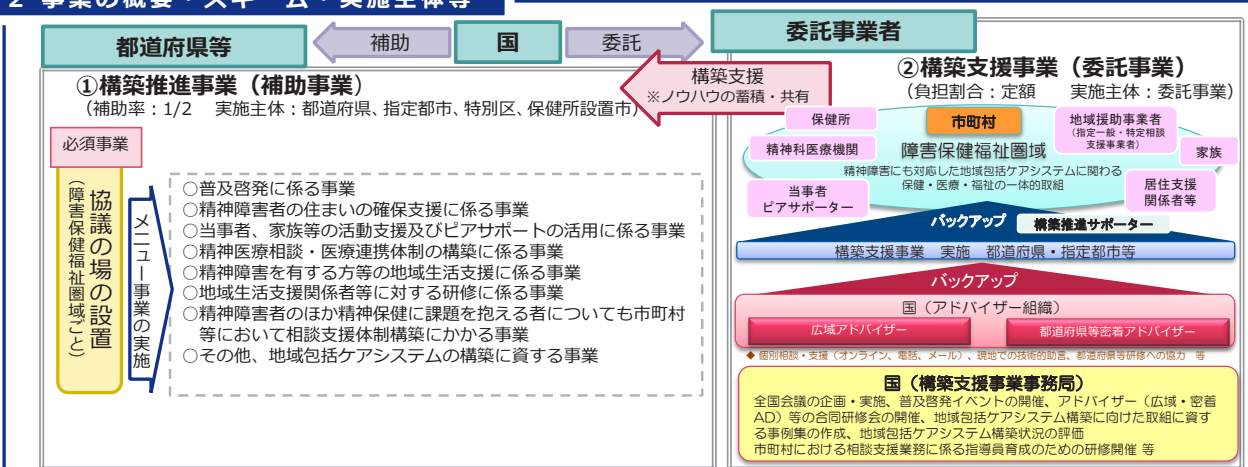 2 事業の概要・スキーム・実施主体等
都道府県等
補助
国
委託
委託事業者
①構築推進事業（補助事業）
（補助率：1/2　実施主体：都道府県、指定都市、特別区、保健所設置市）
必須事業
協議の場の設置
（障害保健福祉圏域ごと）
メニュー事業の実施
○普及啓発に係る事業
○精神障害者の住まいの確保支援に係る事業
○当事者、家族等の活動支援及びピアサポートの活用に係る事業
○精神医療相談・医療連携体制の構築に係る事業
○精神障害を有する方等の地域生活支援に係る事業
○地域生活支援関係者等に対する研修に係る事業
○精神障害者のほか精神保健に課題を抱える者についても市町村
等において相談支援体制構築にかかる事業
○その他、地域包括ケアシステムの構築に資する事業
構築支援
※ノウハウの蓄積・共有
②構築支援事業（委託事業）
（負担割合：定額　実施主体：委託事業）
保健所
市町村
地域援助事業者
（指定一般・特定相談
支援事業者）
精神科医療機関
障害保健福祉圏域
家族
精神障害にも対応した地域包括ケアシステムに関わる
保健・医療・福祉の一体的取組
当事者
ピアサポーター
居住支援
関係者等
バックアップ
構築推進サポーター
構築支援事業　実施　都道府県・指定都市等
バックアップ
国（アドバイザー組織）
広域アドバイザー
都道府県等密着アドバイザー
◆ 個別相談・支援（オンライン、電話、メール）、現地での技術的助言、都道府県等研修への協力　等
国（構築支援事業事務局）
全国会議の企画・実施、普及啓発イベントの開催、アドバイザー（広域・密着
AD）等の合同研修会の開催、地域包括ケアシステム構築に向けた取組に資す
る事例集の作成、地域包括ケアシステム構築状況の評価
市町村における相談支援業務に係る指導員育成のための研修開催 等